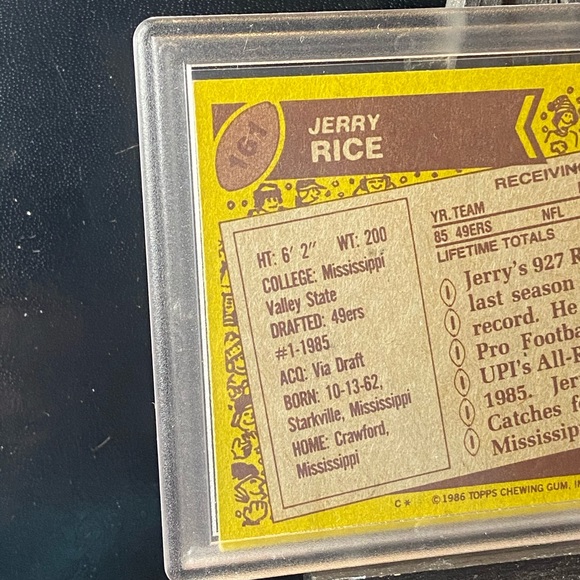 161
JERRY
RICE
RECEIVING
YR. TEAM NFL
85 49ERS
LIFETIME TOTALS
HT: 6' 2" WT: 200
COLLEGE: Mississippi
Valley State
DRAFTED: 49ers
#1-1985
ACQ: Via Draft
BORN: 10-13-62,
Starkville, Mississippi
HOME: Crawford,
Mississippi
Jerry's 927 R
last season
record. He
Pro Footba
UPI's All-
1985. Jer
Catches f
Mississip
C* ©1986 TOPPS CHEWING GUM, IN